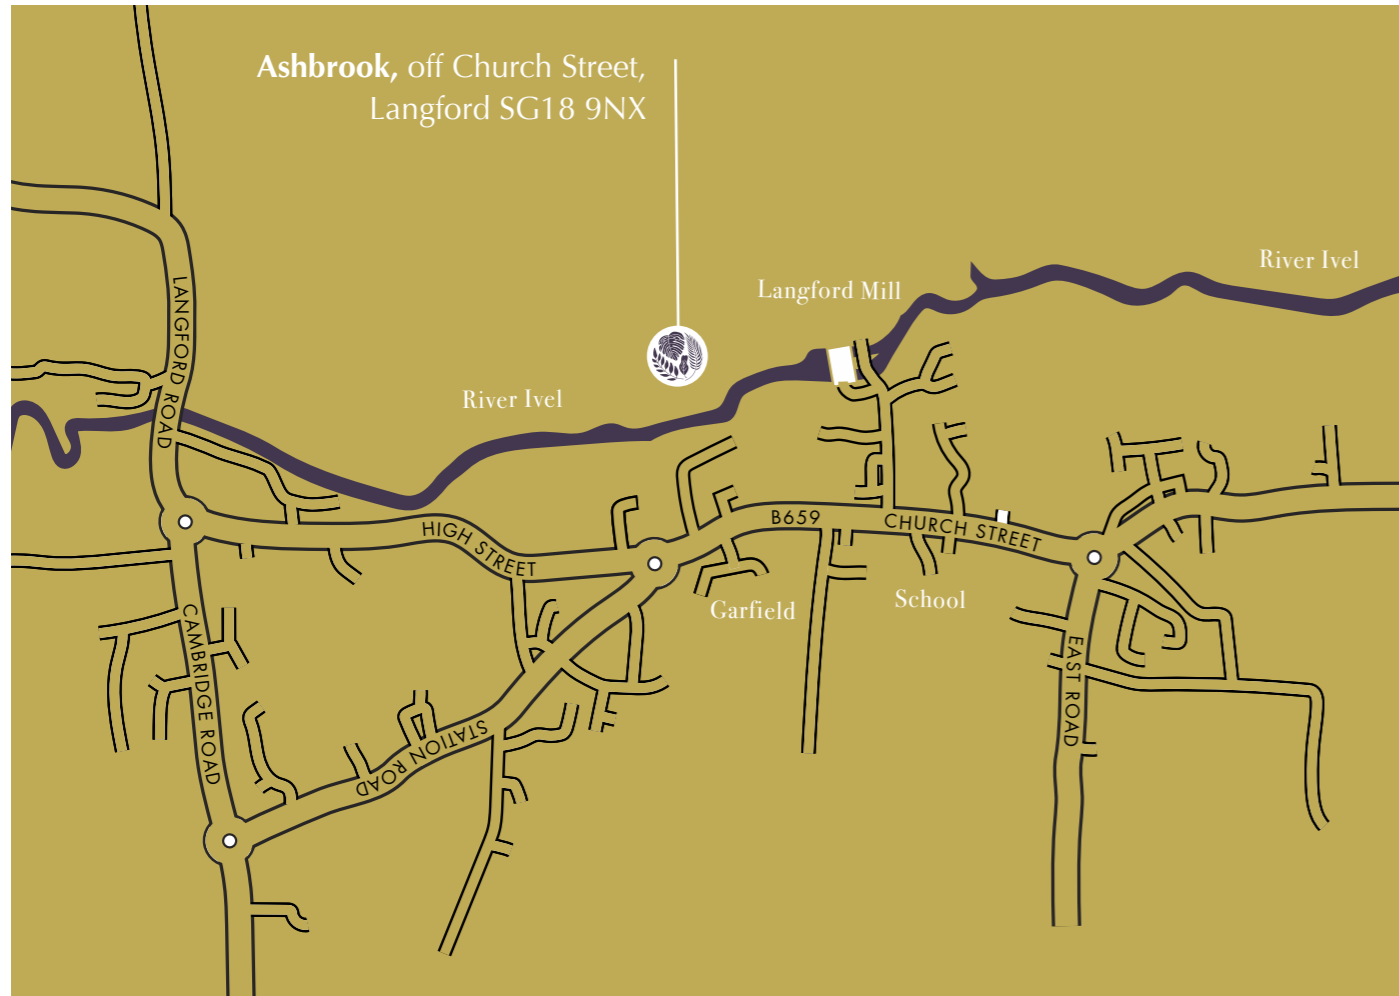 Ashbrook, off Church Street,
Langford SG18 9NX
River Ivel
Langford Mill
LANGFORD ROAD
River Ivel
B659
CHURCH STREET
HIGH STREET
School
Garfield
CAMBRIDGE ROAD
EAST ROAD
STATION ROAD